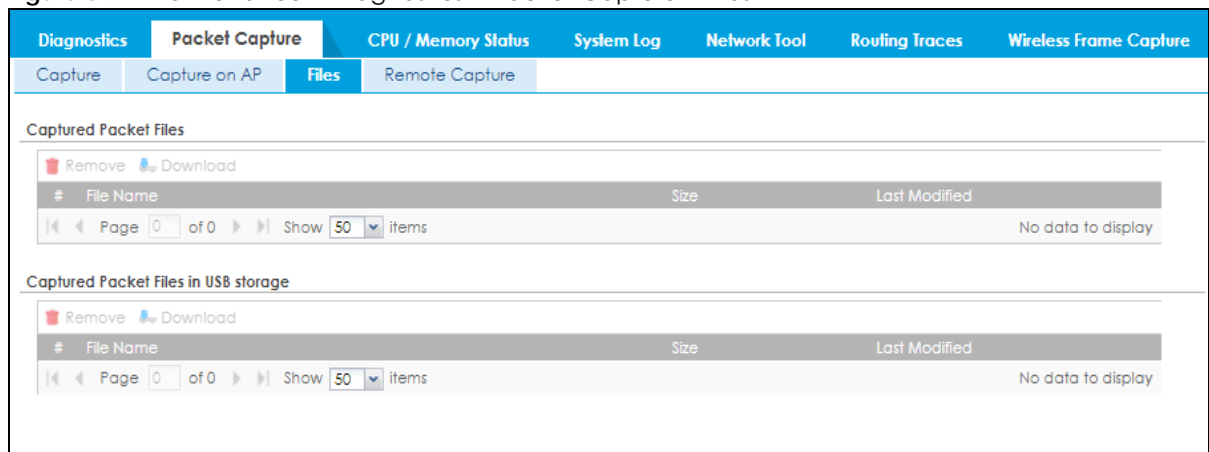 Diagnostics Packet Capture CPU / Memory Status System Log Network Tool Routing Traces Wireless Frame Capture
Capture Capture on AP Files Remote Capture
Captured Packet Files
Remove Download
# File Name Size Last Modified
Page 0 of 0 Show 50 items No data to display
Captured Packet Files in USB storage
Remove Download
# File Name Size Last Modified
Page 0 of 0 Show 50 items No data to display